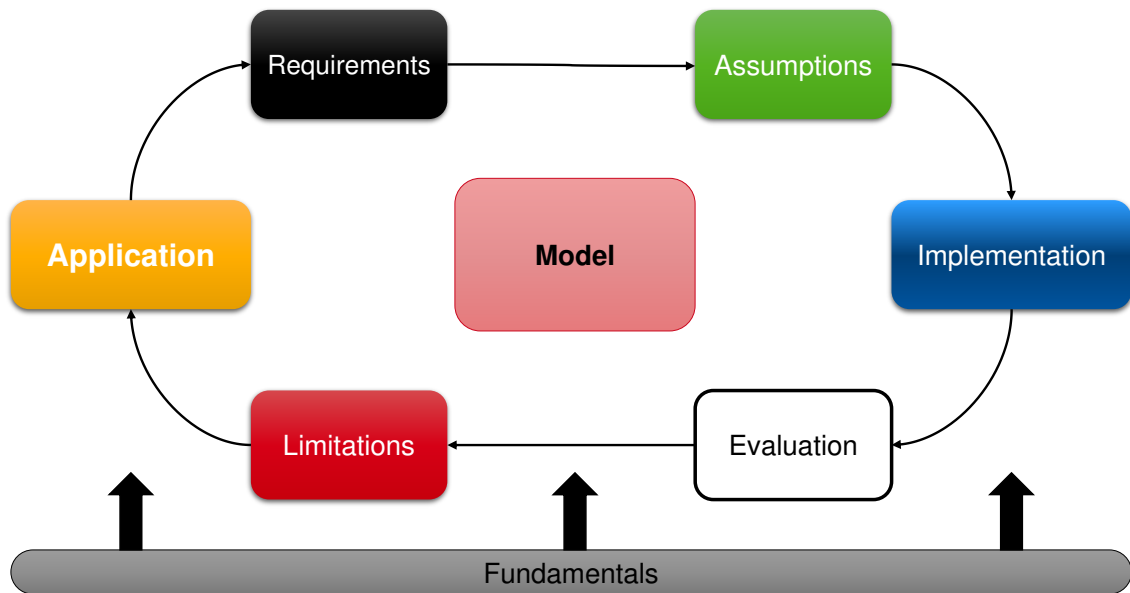 Requirements
Assumptions
Application
Model
Implementation
Limitations
Evaluation
Fundamentals